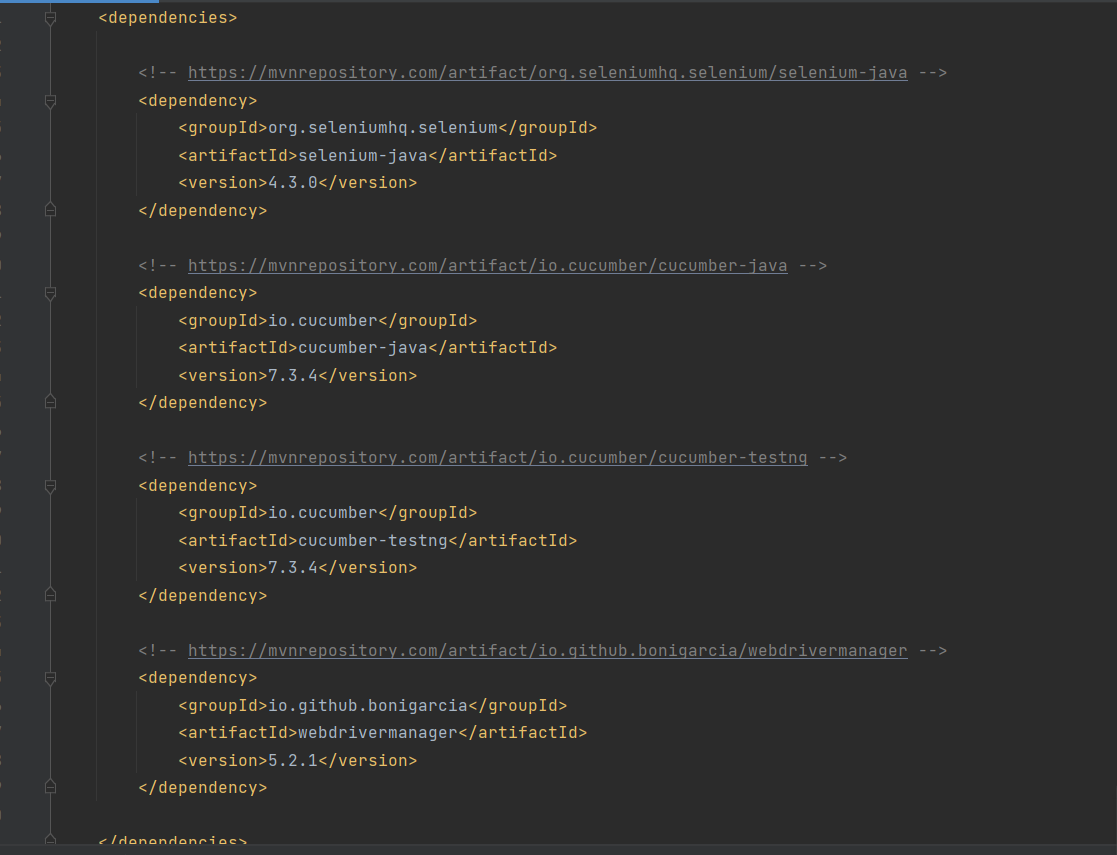 <dependencies>
<!-- https://mvnrepository.com/artifact/org.seleniumhq.selenium/selenium-java -->
<dependency>
<groupId>org.seleniumhq.selenium</groupId>
<artifactId>selenium-java</artifactId>
<version>4.3.0</version>
</dependency>
<!-- https://mvnrepository.com/artifact/io.cucumber/cucumber-java -->
<dependency>
<groupId>io.cucumber</groupId>
<artifactId>cucumber-java</artifactId>
<version>7.3.4</version>
</dependency>
<!-- https://mvnrepository.com/artifact/io.cucumber/cucumber-testng -->
<dependency>
<groupId>io.cucumber</groupId>
<artifactId>cucumber-testng</artifactId>
<version>7.3.4</version>
</dependency>
<!-- https://mvnrepository.com/artifact/io.github.bonigarcia/webdrivermanager -->
<dependency>
<groupId>io.github.bonigarcia</groupId>
<artifactId>webdrivermanager</artifactId>
<version>5.2.1</version>
</dependency>
</dependencies>